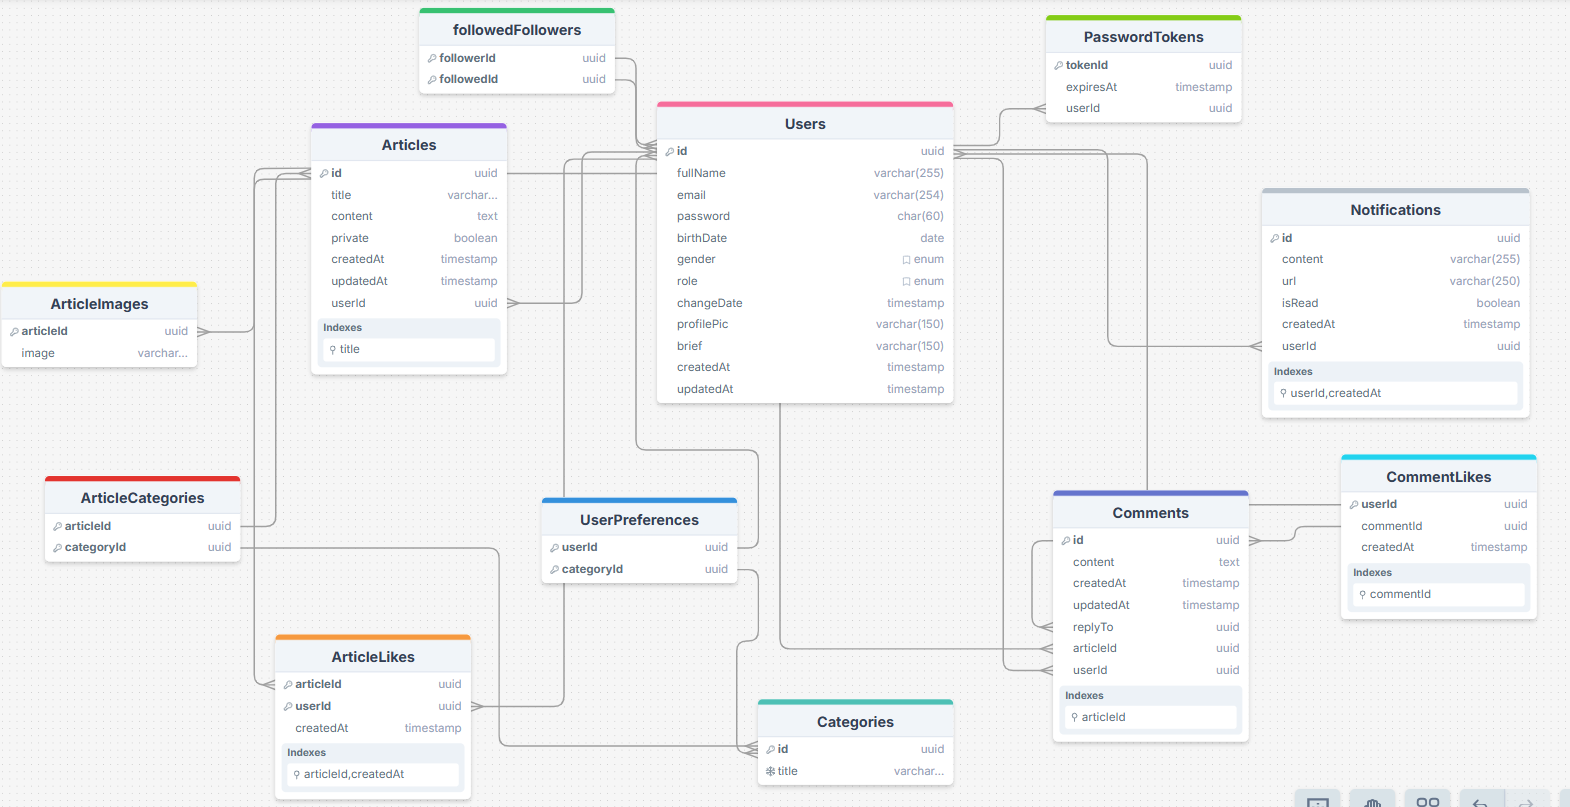 followedFollowers
followerId uuid
followedId uuid
PasswordTokens
tokenId uuid
expiresAt timestamp
userId uuid
Users
id uuid
fullName varchar(255)
email varchar(254)
password char(60)
birthDate date
gender enum
role enum
changeDate timestamp
profilePic varchar(150)
brief varchar(150)
createdAt timestamp
updatedAt timestamp
Articles
id uuid
title varchar...
content text
private boolean
createdAt timestamp
updatedAt timestamp
userId uuid
Indexes
title
Notifications
id uuid
content varchar(255)
url varchar(250)
isRead boolean
createdAt timestamp
userId uuid
Indexes
userId,createdAt
ArticleImages
articleId uuid
image varchar...
ArticleCategories
articleId uuid
categoryId uuid
UserPreferences
userId uuid
categoryId uuid
Comments
id uuid
content text
createdAt timestamp
updatedAt timestamp
replyTo uuid
articleId uuid
userId uuid
Indexes
articleId
CommentLikes
userId uuid
commentId uuid
createdAt timestamp
Indexes
commentId
ArticleLikes
articleId uuid
userId uuid
createdAt timestamp
Indexes
articleId,createdAt
Categories
id uuid
title varchar...